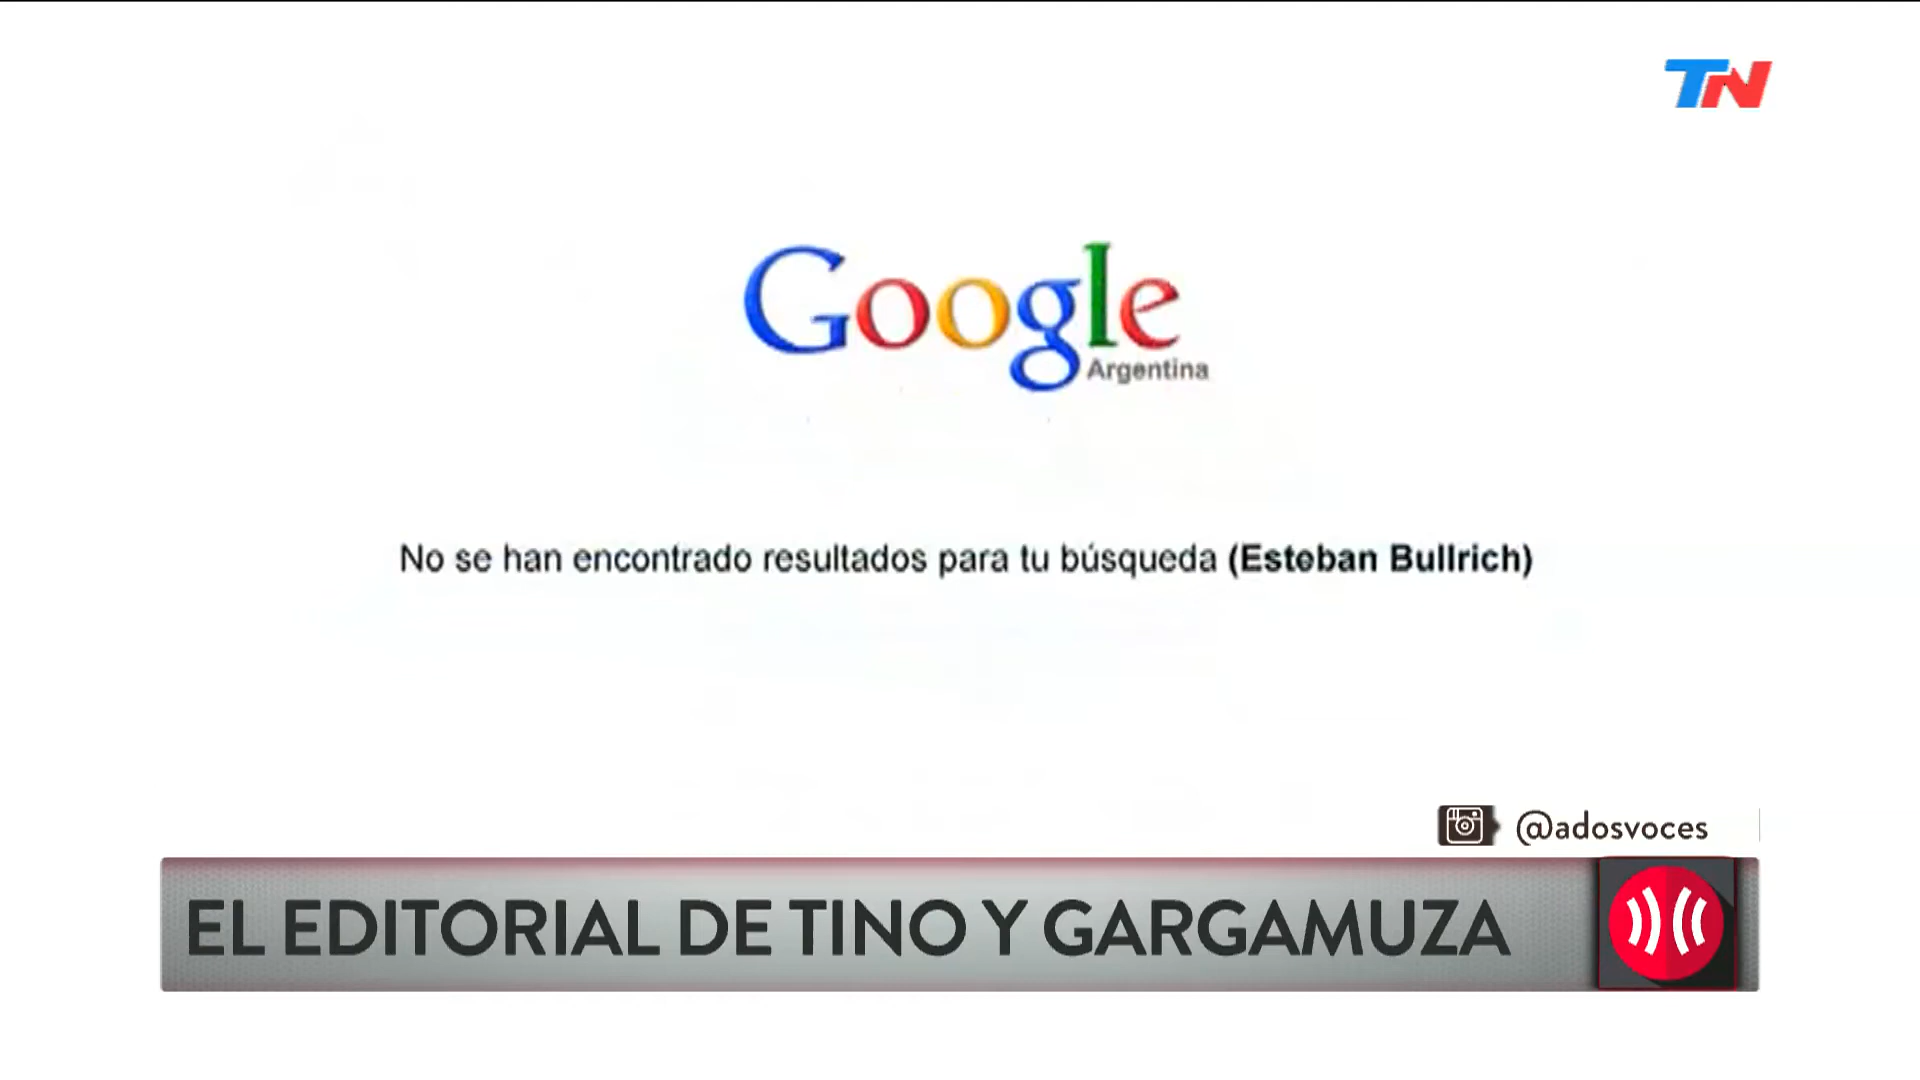 TN
Google
Argentina
No se han encontrado resultados para tu búsqueda (Esteban Bullrich)
@adosvoces
EL EDITORIAL DE TINO Y GARGAMUZA